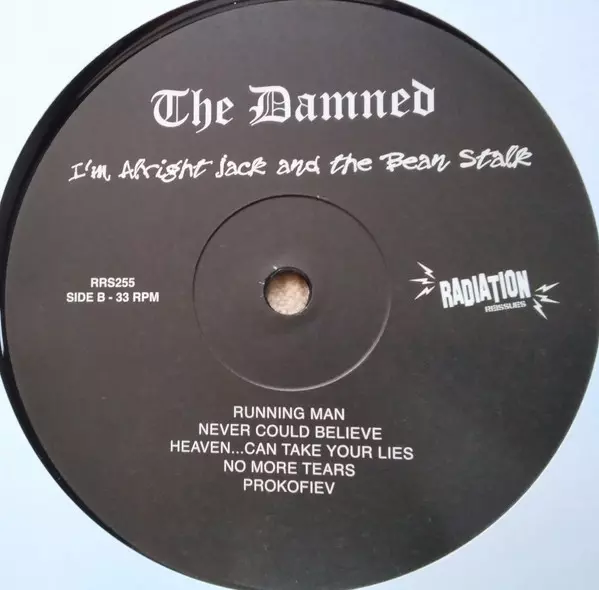 The Damned
I'm Alright Jack and the Bean Stalk
RRS255
SIDE B - 33 RPM
RADIATION
REISSUES
RUNNING MAN
NEVER COULD BELIEVE
HEAVEN...CAN TAKE YOUR LIES
NO MORE TEARS
PROKOFIEV